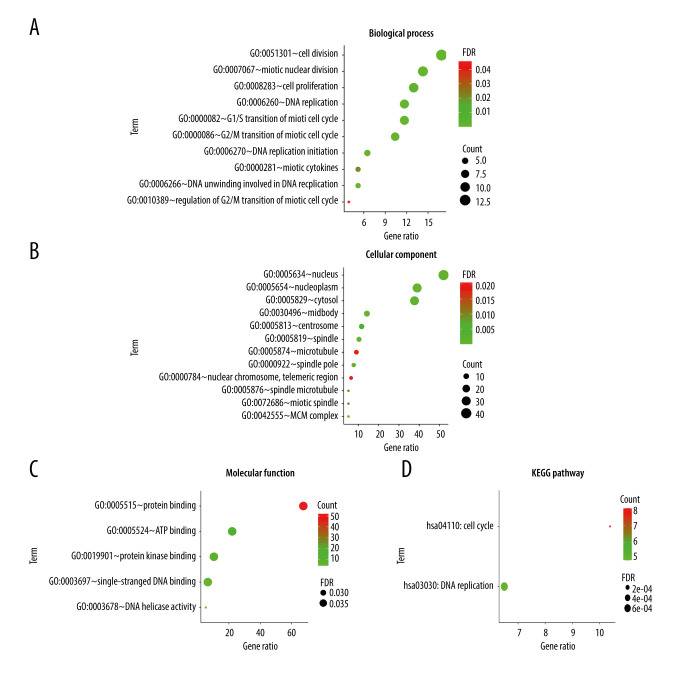 A
Biological process
Term
GO:0051301~cell division
GO:0007067~miotic nuclear division
GO:0008283~cell proliferation
GO:0006260~DNA replication
GO:0000082~G1/S transition of mioti cell cycle
GO:0000086~G2/M transition of miotic cell cycle
GO:0006270~DNA replication initiation
GO:0000281~miotic cytokines
GO:0006266~DNA unwinding involved in DNA recplication
GO:0010389~regulation of G2/M transition of miotic cell cycle
6 9 12 15
Gene ratio
FDR
0.04
0.03
0.02
0.01
Count
5.0
7.5
10.0
12.5
B
Cellular component
Term
GO:0005634~nucleus
GO:0005654~nucleoplasm
GO:0005829~cytosol
GO:0030496~midbody
GO:0005813~centrosome
GO:0005819~spindle
GO:0005874~microtubule
GO:0000922~spindle pole
GO:0000784~nuclear chromosome, telemeric region
GO:0005876~spindle microtubule
GO:0072686~miotic spindle
GO:0042555~MCM complex
10 20 30 40 50
Gene ratio
FDR
0.020
0.015
0.010
0.005
Count
10
20
30
40
C
Molecular function
Term
GO:0005515~protein binding
GO:0005524~ATP binding
GO:0019901~protein kinase binding
GO:0003697~single-stranged DNA binding
GO:0003678~DNA helicase activity
20 40 60
Gene ratio
Count
50
40
30
20
10
FDR
0.030
0.035
D
KEGG pathway
Term
hsa04110: cell cycle
hsa03030: DNA replication
7 8 9 10
Gene ratio
Count
8
7
6
5
FDR
2e-04
4e-04
6e-04